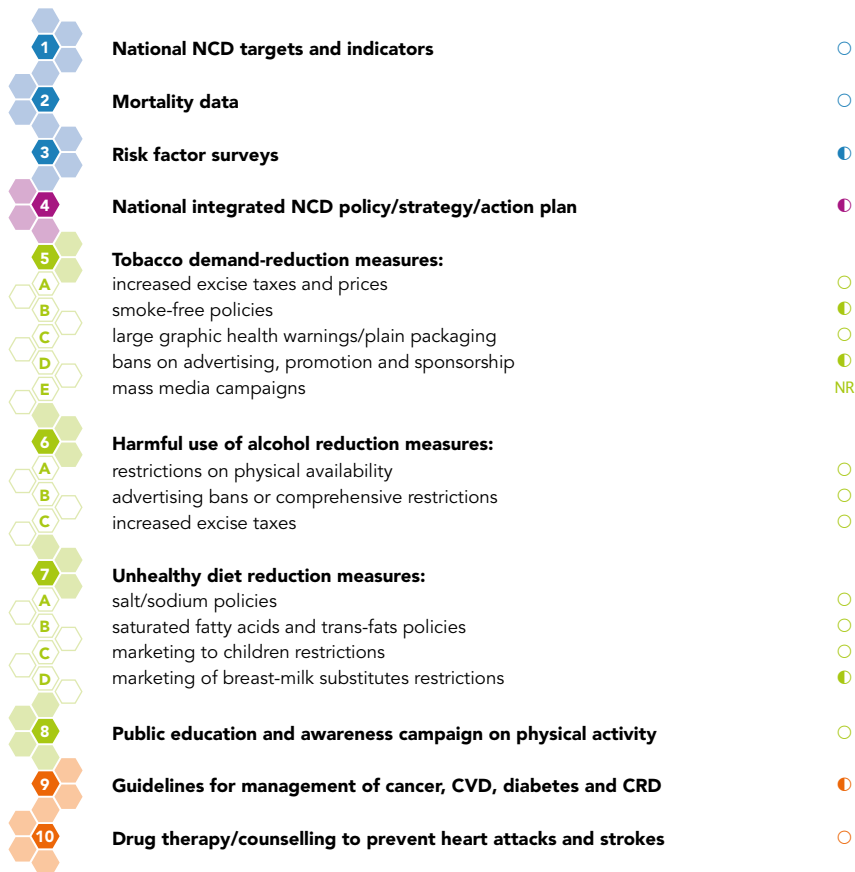 1 National NCD targets and indicators ○
2 Mortality data ○
3 Risk factor surveys ◐
4 National integrated NCD policy/strategy/action plan ◐
5 Tobacco demand-reduction measures:
A increased excise taxes and prices ○
B smoke-free policies ◐
C large graphic health warnings/plain packaging ○
D bans on advertising, promotion and sponsorship ◐
E mass media campaigns NR
6 Harmful use of alcohol reduction measures:
A restrictions on physical availability ○
B advertising bans or comprehensive restrictions ○
C increased excise taxes ○
7 Unhealthy diet reduction measures:
A salt/sodium policies ○
B saturated fatty acids and trans-fats policies ○
C marketing to children restrictions ○
D marketing of breast-milk substitutes restrictions ◐
8 Public education and awareness campaign on physical activity ○
9 Guidelines for management of cancer, CVD, diabetes and CRD ◐
10 Drug therapy/counselling to prevent heart attacks and strokes ○